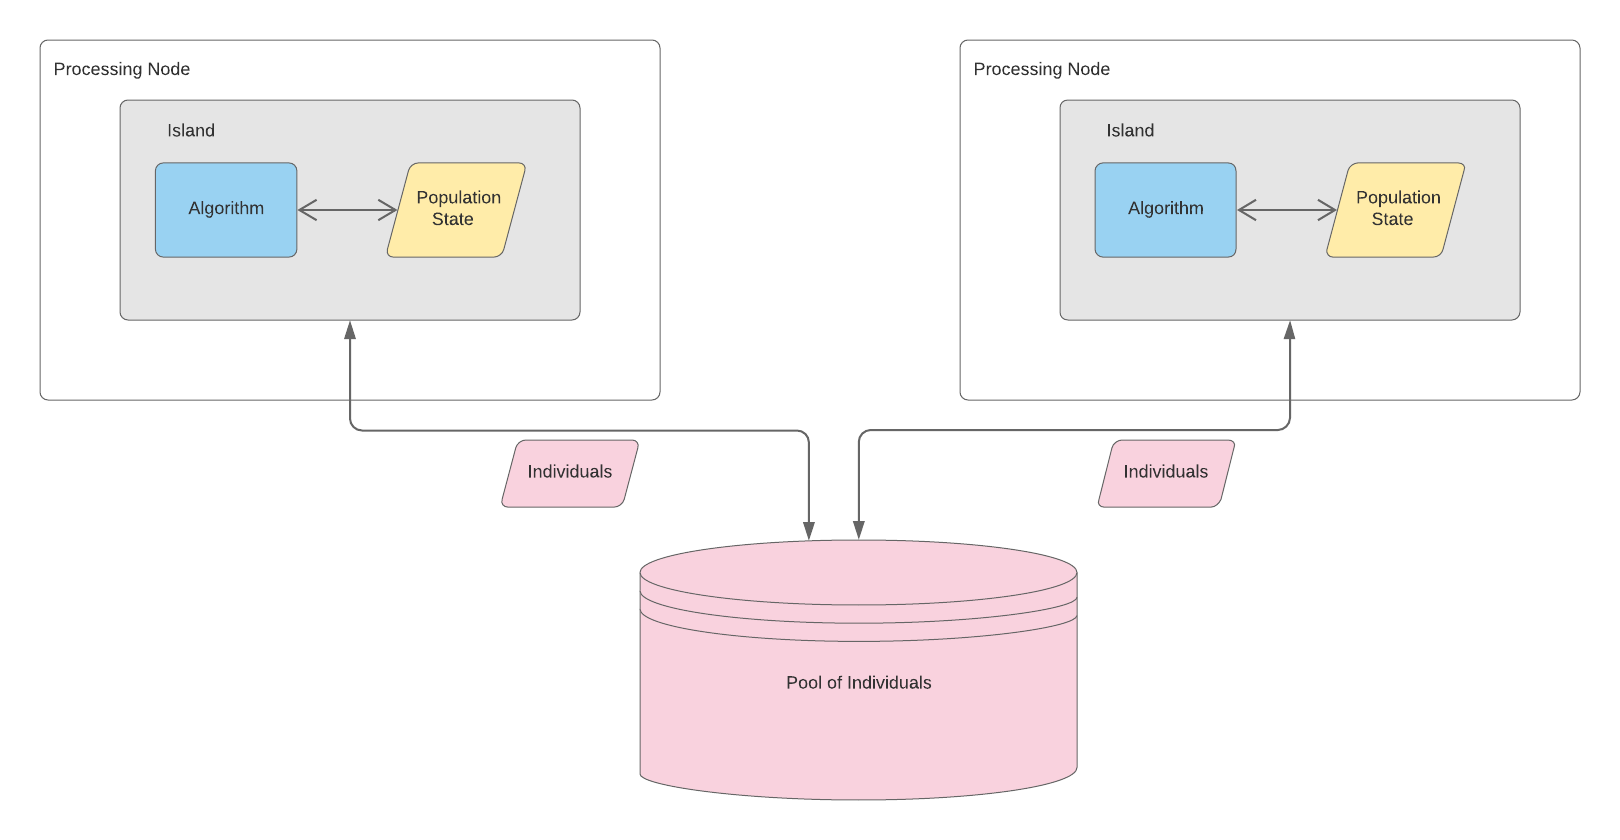 Processing Node
Island
Algorithm
Population
State
Processing Node
Island
Algorithm
Population
State
Individuals
Individuals
Pool of Individuals